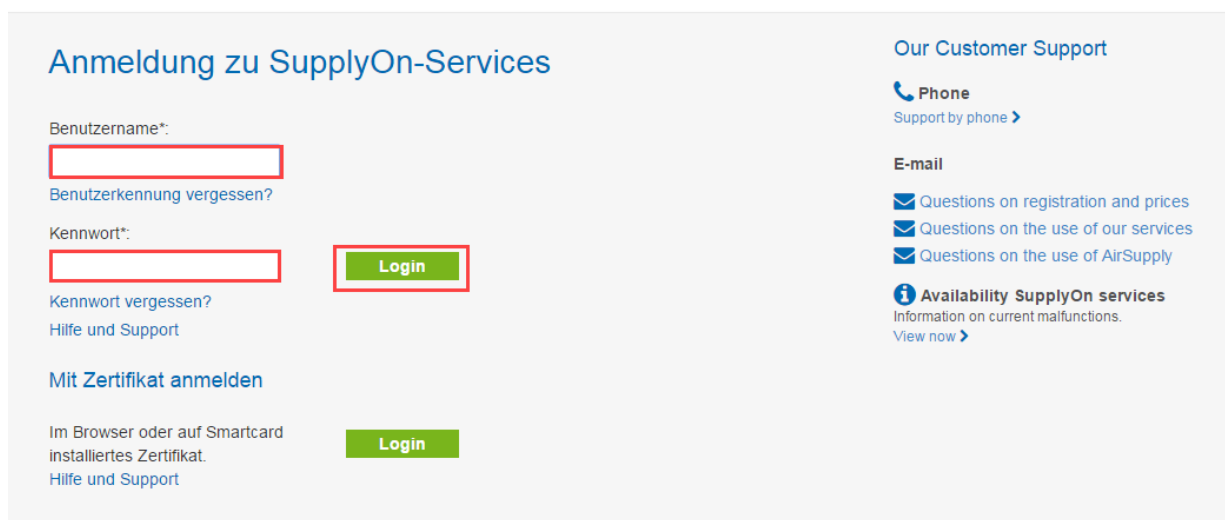 Anmeldung zu SupplyOn-Services
Benutzername*:
Benutzerkennung vergessen?
Kennwort*:
Login
Kennwort vergessen?
Hilfe und Support
Mit Zertifikat anmelden
Im Browser oder auf Smartcard
installiertes Zertifikat.
Login
Hilfe und Support
Our Customer Support
Phone
Support by phone
E-mail
Questions on registration and prices
Questions on the use of our services
Questions on the use of AirSupply
Availability SupplyOn services
Information on current malfunctions.
View now